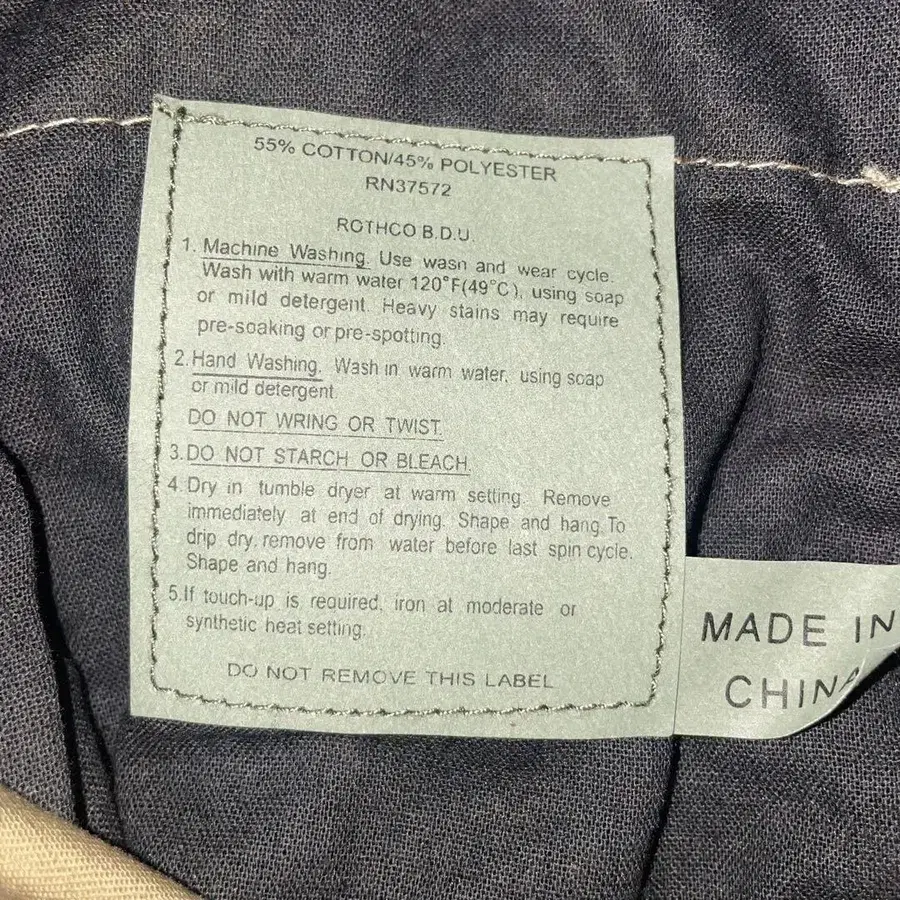 55% COTTON/45% POLYESTER
RN37572
ROTHCO B.D.U.
1. Machine Washing. Use wash and wear cycle.
Wash with warm water 120°F(49°C), using soap
or mild detergent. Heavy stains may require
pre-soaking or pre-spotting.
2. Hand Washing. Wash in warm water, using soap
or mild detergent.
DO NOT WRING OR TWIST.
3. DO NOT STARCH OR BLEACH.
4. Dry in tumble dryer at warm setting. Remove
immediately at end of drying. Shape and hang. To
drip dry, remove from water before last spin cycle.
Shape and hang.
5. If touch-up is required, iron at moderate or
synthetic heat setting.
DO NOT REMOVE THIS LABEL
MADE IN
CHINA